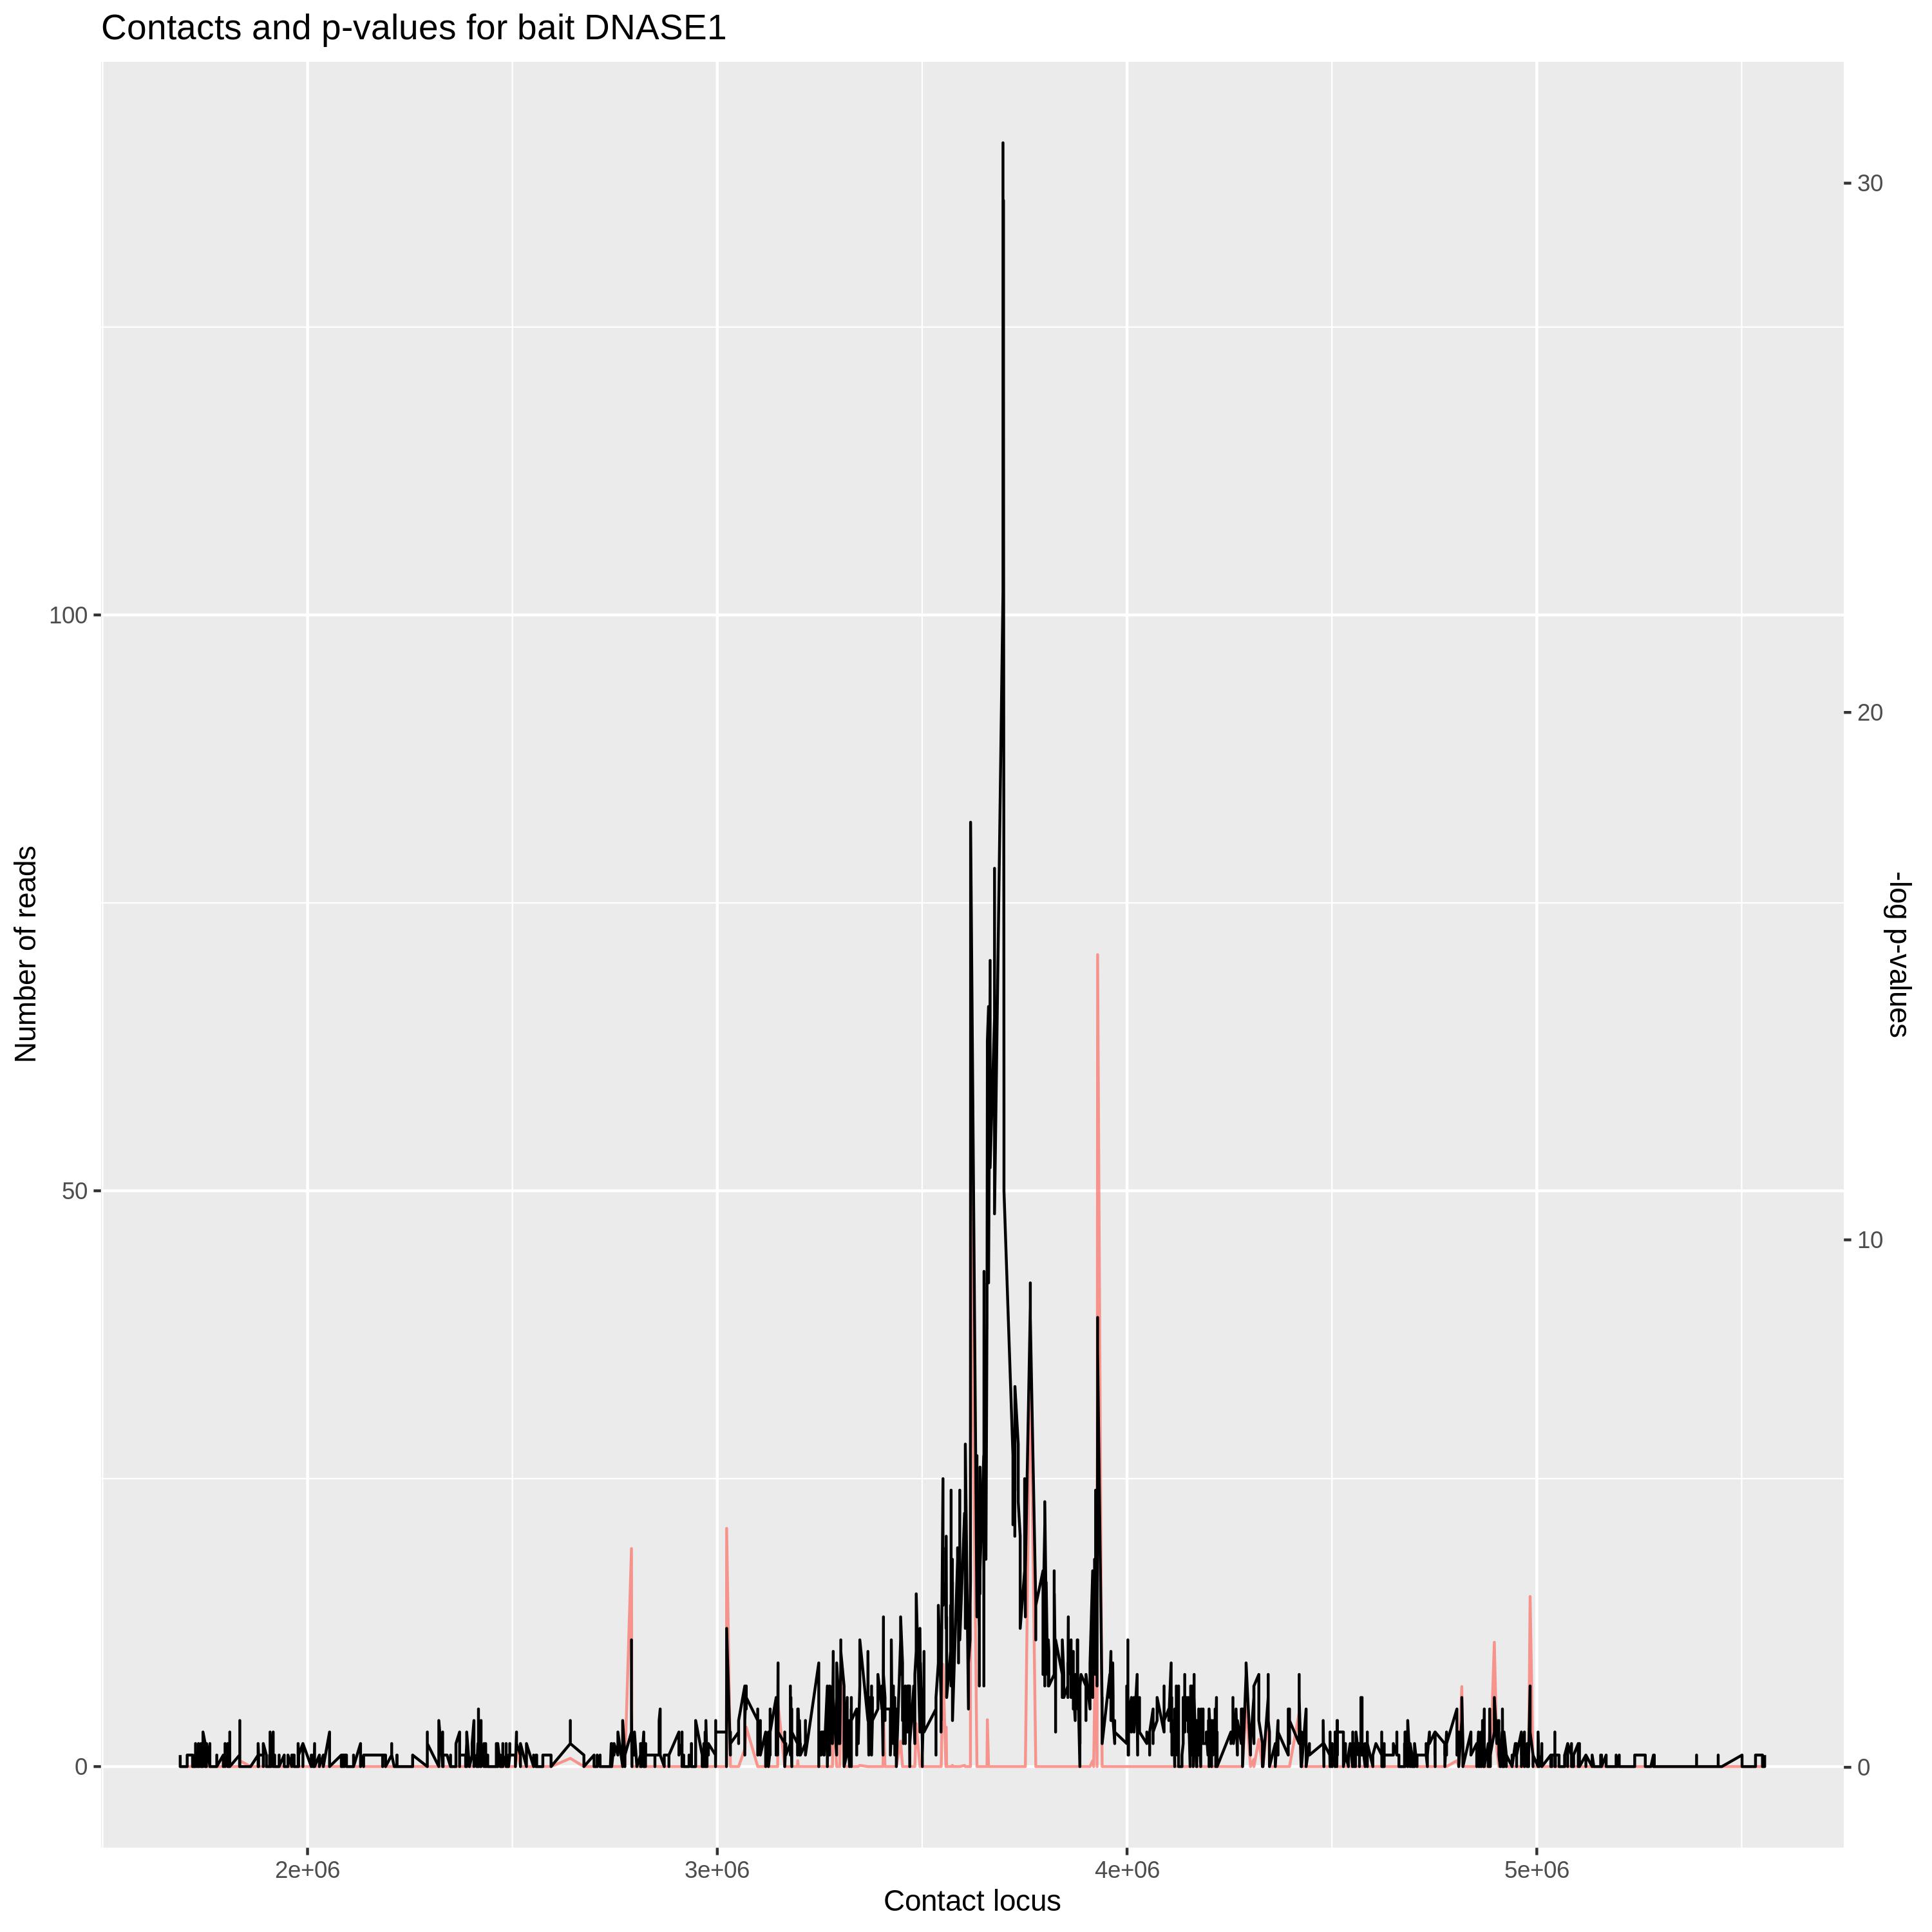 Contacts and p-values for bait DNASE1
Number of reads
100
50
0
30
20
10
0
-log p-values
2e+06
3e+06
4e+06
5e+06
Contact locus